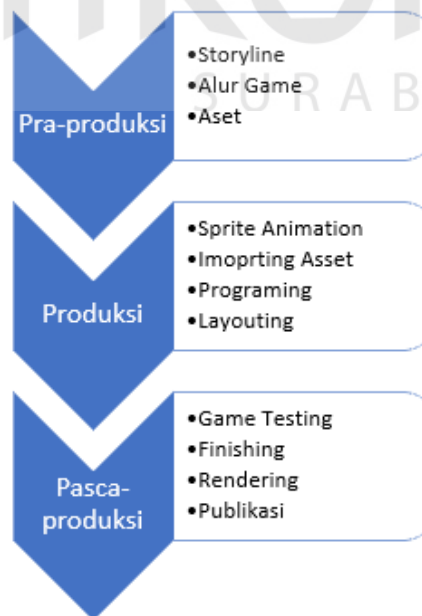 SURAB
Pra-produksi
•Storyline
•Alur Game
•Aset
Produksi
•Sprite Animation
•Imoprting Asset
•Programing
•Layouting
Pasca-
produksi
•Game Testing
•Finishing
•Rendering
•Publikasi